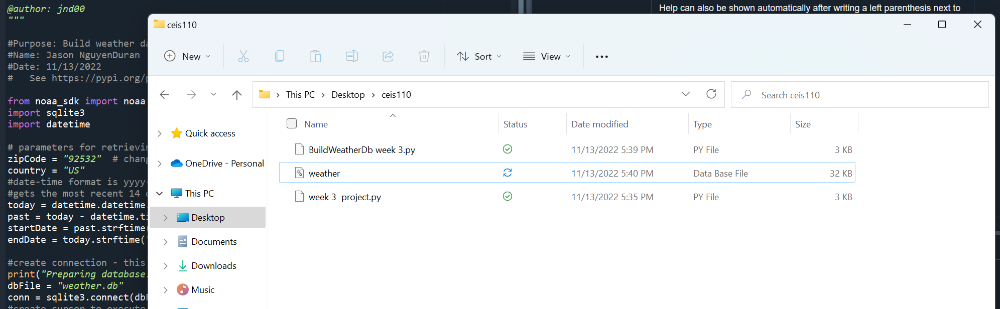 @author: jnd00
"""
#Purpose: Build weather da
#Name: Jason NguyenDuran
#Date: 11/13/2022
#   See https://pypi.org/p
from noaa_sdk import noaa
import sqlite3
import datetime
# parameters for retrievin
zipCode = "92532"  # chang
country = "US"
#date-time format is yyyy-
#gets the most recent 14 d
today = datetime.datetime.
past = today - datetime.ti
startDate = past.strftime(
endDate = today.strftime('
#create connection - this
print("Preparing database.
dbFile = "weather.db"
conn = sqlite3.connect(dbF
#create cursor to execute
Help can also be shown automatically after writing a left parenthesis next to
ceis110
New
Sort
View
This PC > Desktop > ceis110
Search ceis110
Quick access
OneDrive - Personal
This PC
Desktop
Documents
Downloads
Music
Name Status Date modified Type Size
BuildWeatherDb week 3.py 11/13/2022 5:39 PM PY File 3 KB
weather 11/13/2022 5:40 PM Data Base File 32 KB
week 3  project.py 11/13/2022 5:35 PM PY File 3 KB